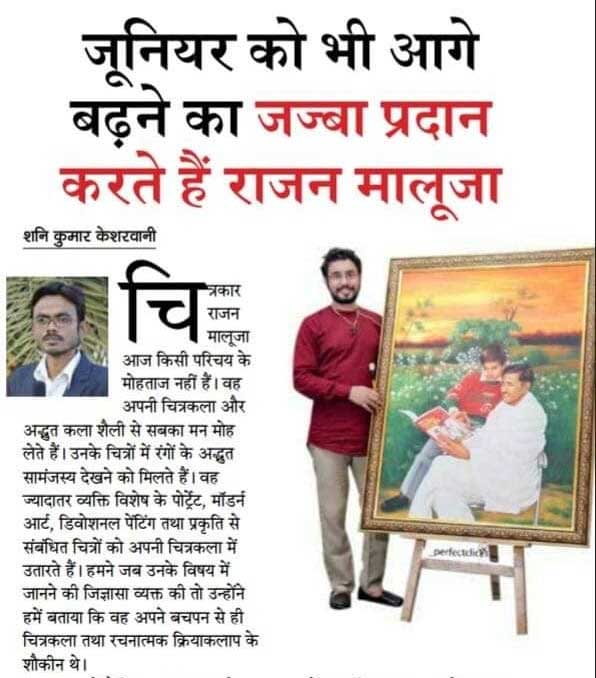 जूनियर को भी आगे
बढ़ने का जज्बा प्रदान
करते हैं राजन मालूजा
शनि कुमार केशरवानी
चित्रकार
राजन
मालूजा
आज किसी परिचय के
मोहताज नहीं हैं। वह
अपनी चित्रकला और
अद्भुत कला शैली से सबका मन मोह
लेते हैं। उनके चित्रों में रंगों के अद्भुत
सामंजस्य देखने को मिलते हैं। वह
ज्यादातर व्यक्ति विशेष के पोर्ट्रेट, मॉडर्न
आर्ट, डिवोशनल पेंटिंग तथा प्रकृति से
संबंधित चित्रों को अपनी चित्रकला में
उतारते हैं। हमने जब उनके विषय में
जानने की जिज्ञासा व्यक्त की तो उन्होंने
हमें बताया कि वह अपने बचपन से ही
चित्रकला तथा रचनात्मक क्रियाकलाप के
शौकीन थे।